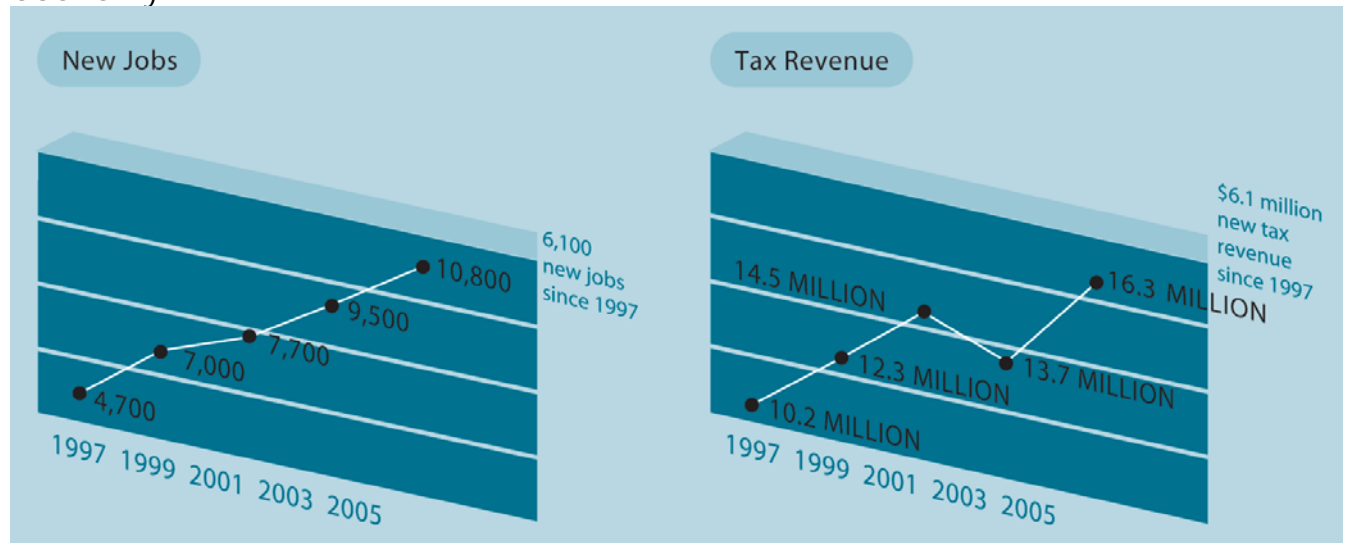 New Jobs
10,800
9,500
7,700
7,000
4,700
6,100
new jobs
since 1997
1997 1999 2001 2003 2005
Tax Revenue
14.5 MILLION
16.3 MILLION
13.7 MILLION
12.3 MILLION
10.2 MILLION
$6.1 million
new tax
revenue
since 1997
1997 1999 2001 2003 2005